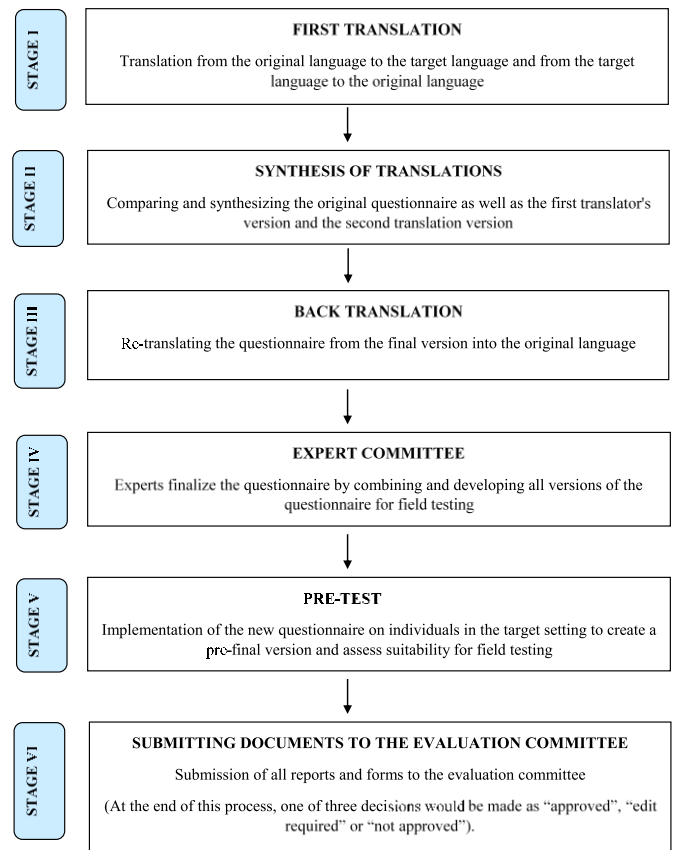 STAGE I
FIRST TRANSLATION
Translation from the original language to the target language and from the target
language to the original language
STAGE II
SYNTHESIS OF TRANSLATIONS
Comparing and synthesizing the original questionnaire as well as the first translator's
version and the second translation version
STAGE III
BACK TRANSLATION
Re-translating the questionnaire from the final version into the original language
STAGE IV
EXPERT COMMITTEE
Experts finalize the questionnaire by combining and developing all versions of the
questionnaire for field testing
STAGE V
PRE-TEST
Implementation of the new questionnaire on individuals in the target setting to create a
pre-final version and assess suitability for field testing
STAGE VI
SUBMITTING DOCUMENTS TO THE EVALUATION COMMITTEE
Submission of all reports and forms to the evaluation committee
(At the end of this process, one of three decisions would be made as “approved”, “edit
required” or “not approved”).